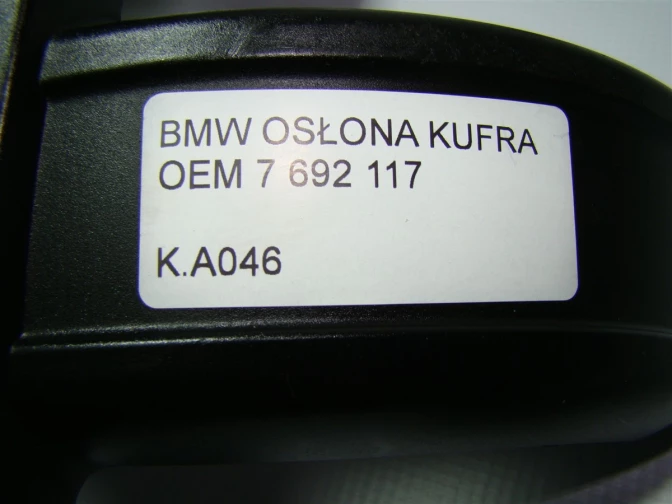 BMW OSŁONA KUFRA
OEM 7 692 117
K.A046